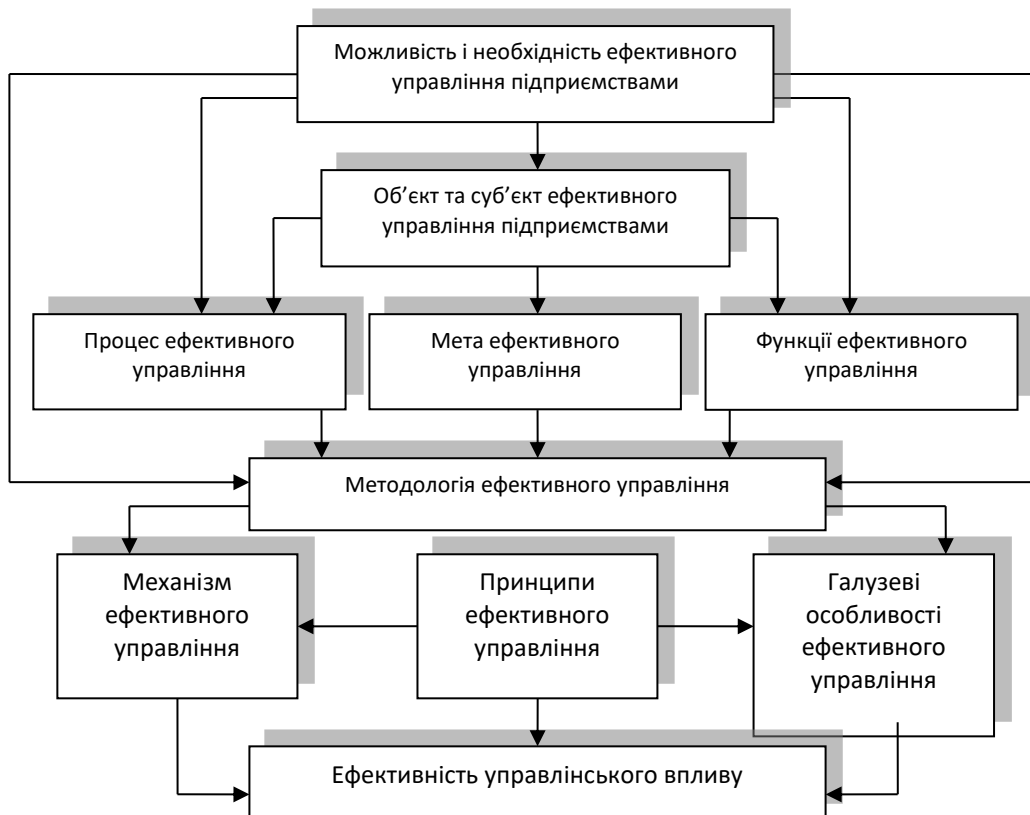 Можливість і необхідність ефективного
управління підприємствами
Об’єкт та суб’єкт ефективного
управління підприємствами
Процес ефективного
управління
Мета ефективного
управління
Функції ефективного
управління
Методологія ефективного управління
Механізм
ефективного
управління
Принципи
ефективного
управління
Галузеві
особливості
ефективного
управління
Ефективність управлінського впливу